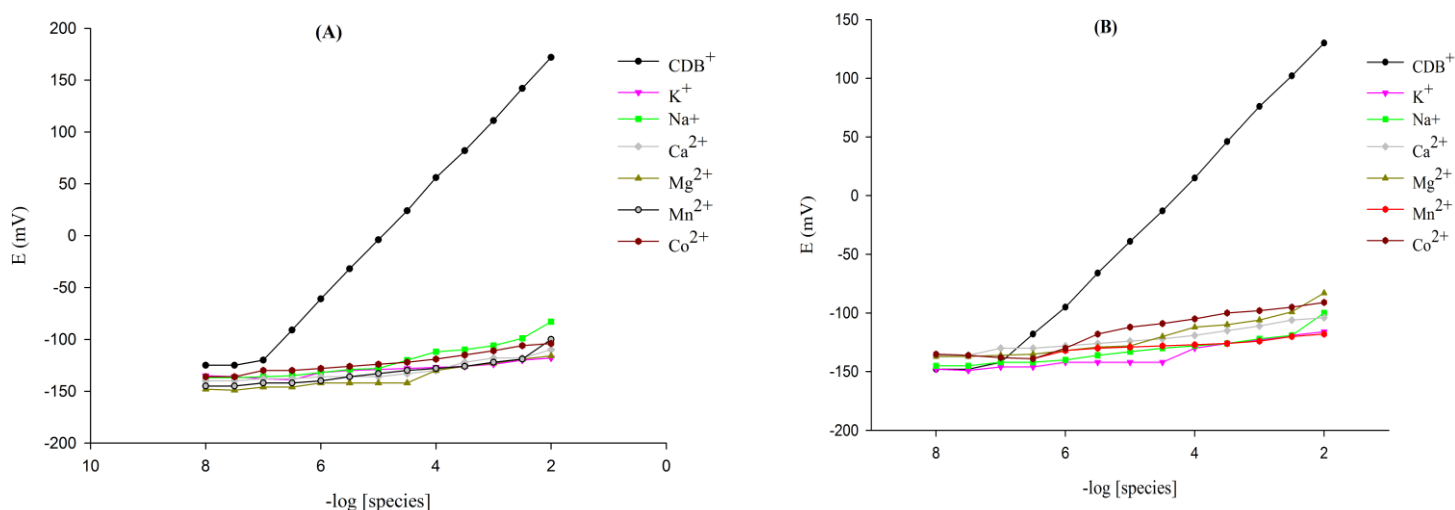 (A)
E (mV)
200
150
100
50
0
-50
-100
-150
-200
10
8
6
4
2
0
-log [species]
CDB+
K+
Na+
Ca2+
Mg2+
Mn2+
Co2+
(B)
E (mV)
150
100
50
0
-50
-100
-150
-200
8
6
4
2
-log [species]
CDB+
K+
Na+
Ca2+
Mg2+
Mn2+
Co2+